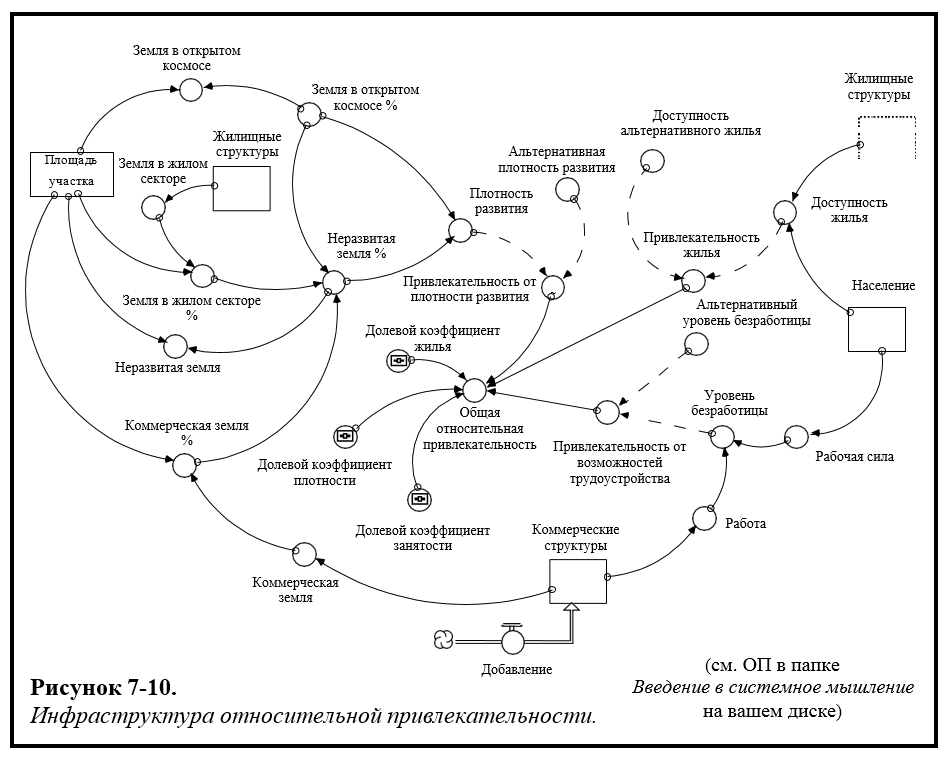 Земля в открытом
космосе
Земля в открытом
космосе %
Жилищные
структуры
Доступность
альтернативного жилья
Жилищные
структуры
Площадь
участка
Земля в жилом
секторе
Альтернативная
плотность развития
Плотность
развития
Доступность
жилья
Неразвитая
земля %
Привлекательность
жилья
Земля в жилом секторе
%
Привлекательность от
плотности развития
Население
Альтернативный
уровень безработицы
Долевой коэффициент
жилья
Неразвитая земля
Уровень
безработицы
Общая
относительная
привлекательность
Коммерческая земля
%
Привлекательность от
возможностей
трудоустройства
Рабочая сила
Долевой коэффициент
плотности
Долевой коэффициент
занятости
Коммерческие
структуры
Работа
Коммерческая
земля
Добавление
Рисунок 7-10.
Инфраструктура относительной привлекательности.
(см. ОП в папке
Введение в системное мышление
на вашем диске)